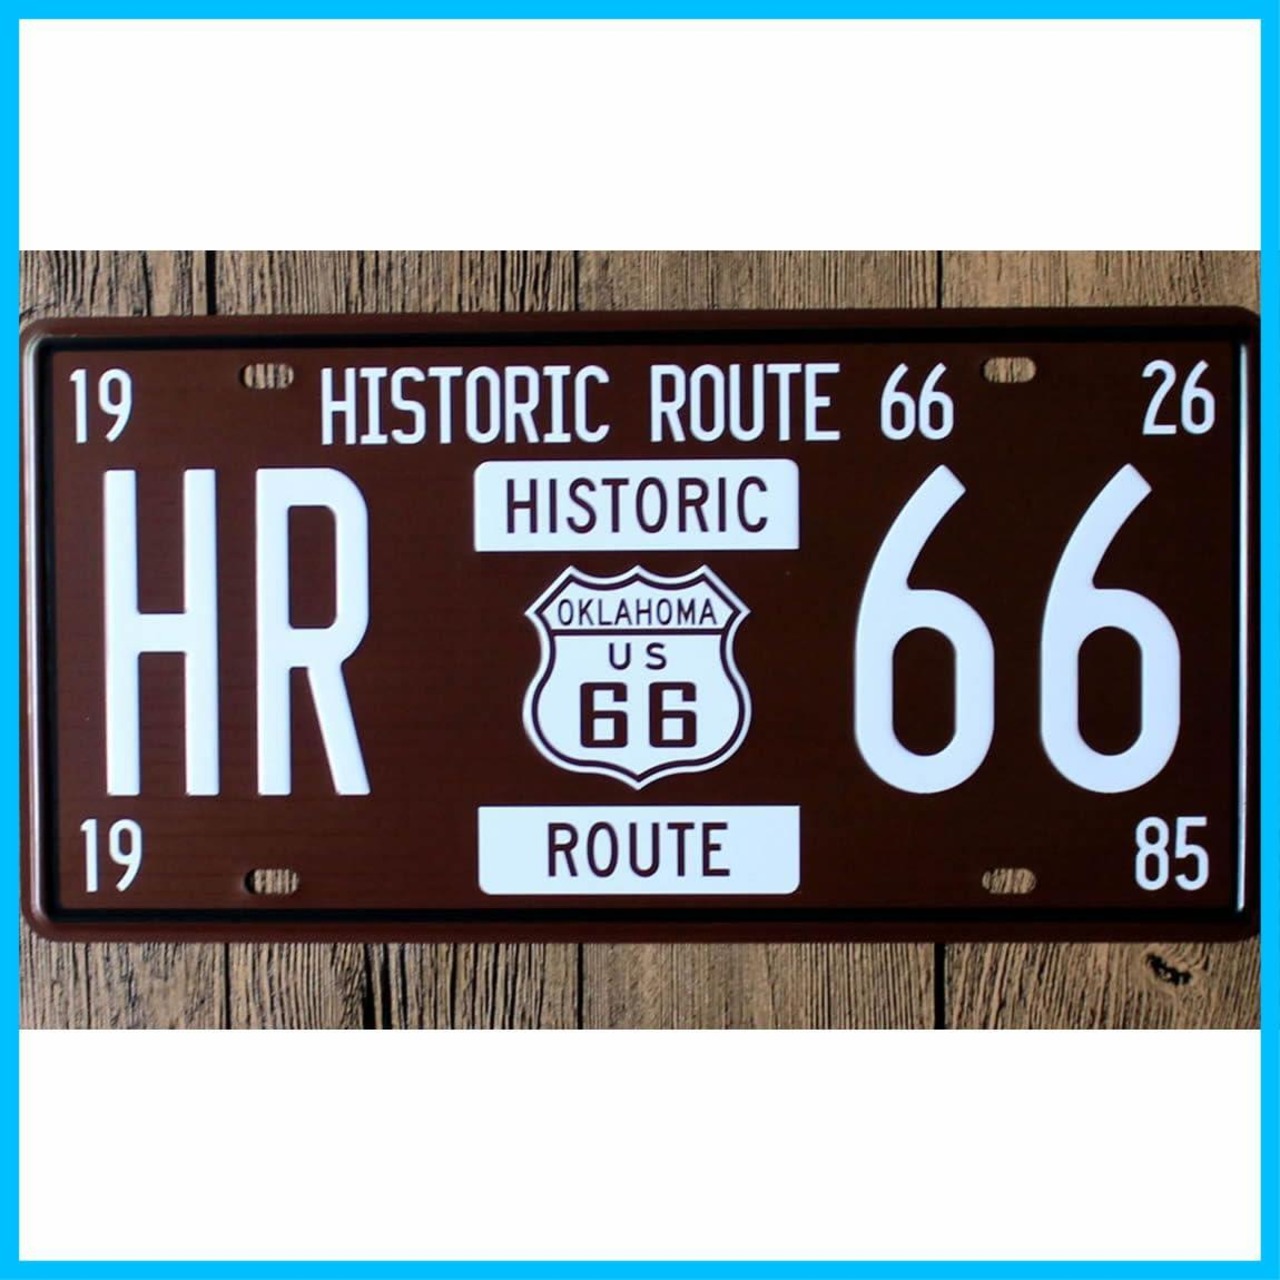 19 HISTORIC ROUTE 66 26
HR 66
HISTORIC
OKLAHOMA
US
66
ROUTE
19 85